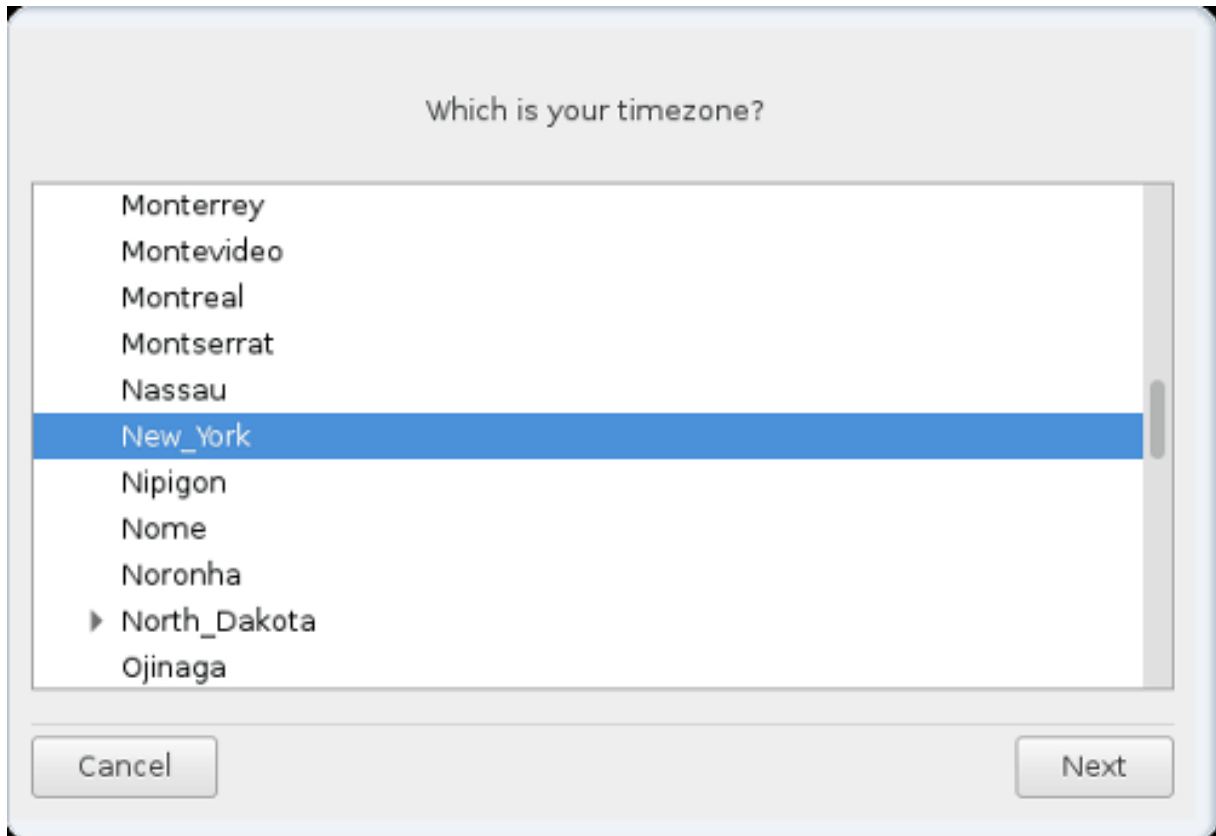 Which is your timezone?
Monterrey
Montevideo
Montreal
Montserrat
Nassau
New_York
Nipigon
Nome
Noronha
North_Dakota
Ojinaga
Cancel Next